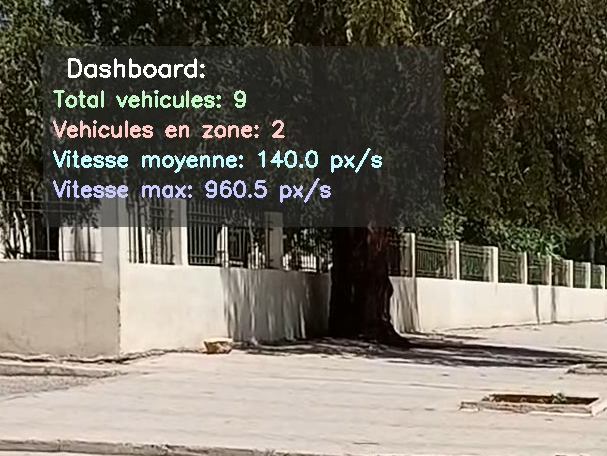 Dashboard:
Total vehicules: 9
Vehicules en zone: 2
Vitesse moyenne: 140.0 px/s
Vitesse max: 960.5 px/s